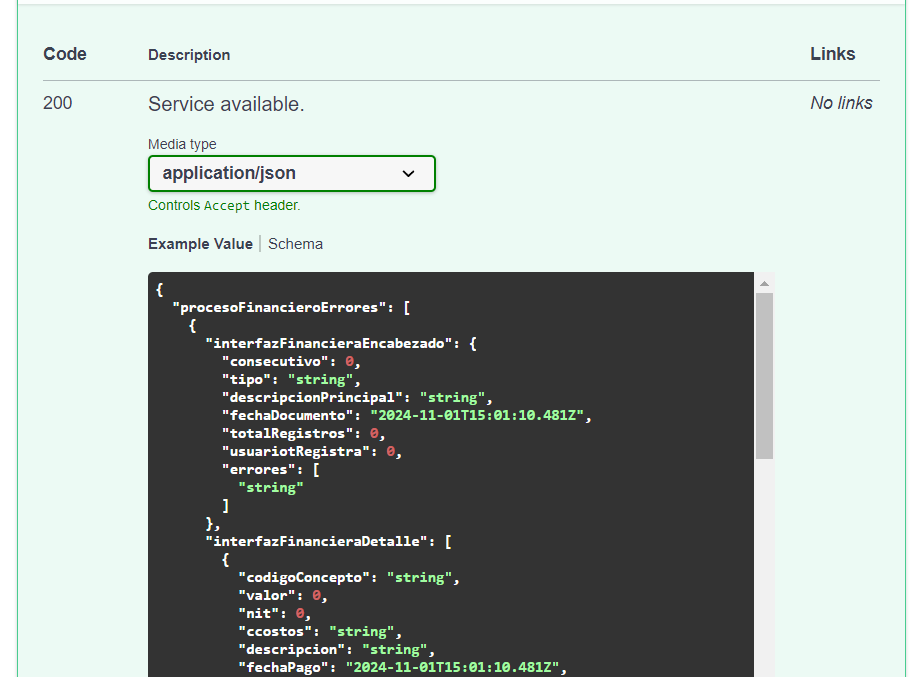 Code Description Links
200 Service available. No links
Media type
application/json
Controls Accept header.
Example Value | Schema
{
  "procesoFinancieroErrores": [
    {
      "interfazFinancieraEncabezado": {
        "consecutivo": 0,
        "tipo": "string",
        "descripcionPrincipal": "string",
        "fechaDocumento": "2024-11-01T15:01:10.481Z",
        "totalRegistros": 0,
        "usuariotRegistra": 0,
        "errores": [
          "string"
        ]
      },
      "interfazFinancieraDetalle": [
        {
          "codigoConcepto": "string",
          "valor": 0,
          "nit": 0,
          "ccostos": "string",
          "descripcion": "string",
          "fechaPago": "2024-11-01T15:01:10.481Z",